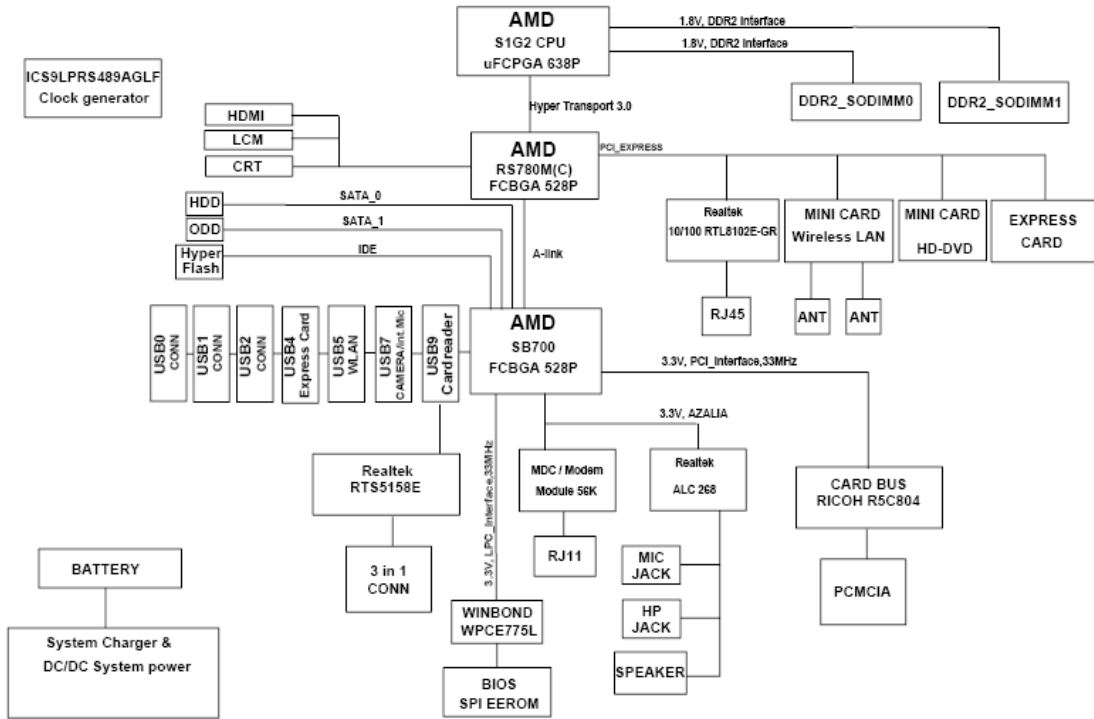 AMD
S1G2 CPU
uFCPGA 638P
1.8V, DDR2 Interface
1.8V, DDR2 Interface
ICS9LPRS489AGLF
Clock generator
DDR2_SODIMM0
DDR2_SODIMM1
Hyper Transport 3.0
HDMI
LCM
CRT
AMD
RS780M(C)
FCBGA 528P
PCI_EXPRESS
HDD
SATA_0
ODD
SATA_1
Hyper
Flash
IDE
A-link
Realtek
10/100 RTL8102E-GR
MINI CARD
Wireless LAN
MINI CARD
HD-DVD
EXPRESS
CARD
RJ45
ANT
ANT
USB0
CONN
USB1
CONN
USB2
CONN
USB4
Express Card
USB5
WLAN
USB7
CAMERA/int.Mic
USB9
Cardreader
AMD
SB700
FCBGA 528P
3.3V, PCI_Interface,33MHz
3.3V, AZALIA
3.3V, LPC_Interface,33MHz
Realtek
RTS5158E
MDC / Modem
Module 56K
Realtek
ALC 268
CARD BUS
RICOH R5C804
3 in 1
CONN
RJ11
MIC
JACK
PCMCIA
BATTERY
WINBOND
WPCE775L
HP
JACK
System Charger &
DC/DC System power
SPEAKER
BIOS
SPI EEROM